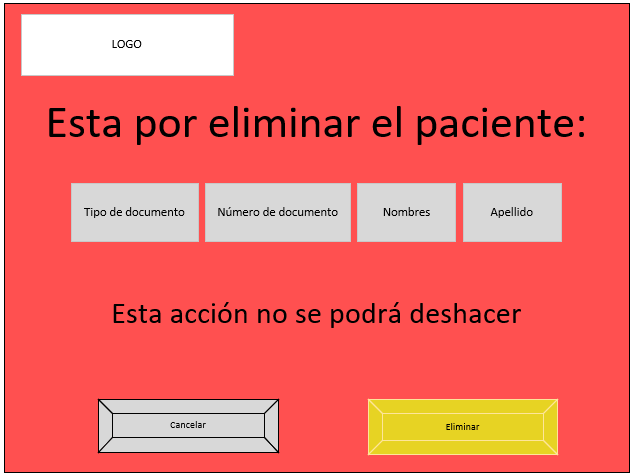 LOGO
Esta por eliminar el paciente:
Tipo de documento
Número de documento
Nombres
Apellido
Esta acción no se podrá deshacer
Cancelar
Eliminar